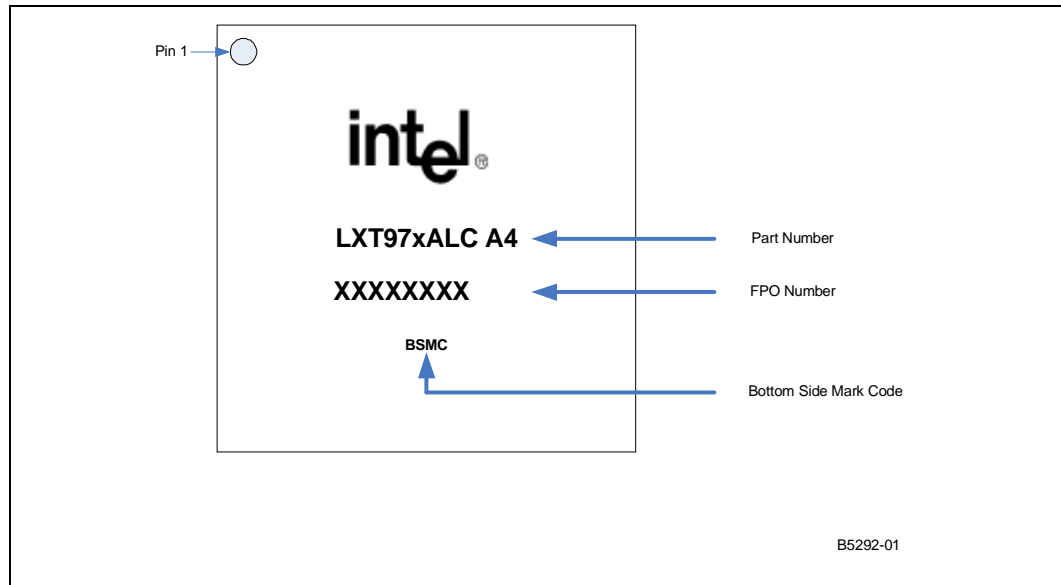 Pin 1
intel®
LXT97xALC A4
Part Number
XXXXXXXX
FPO Number
BSMC
Bottom Side Mark Code
B5292-01